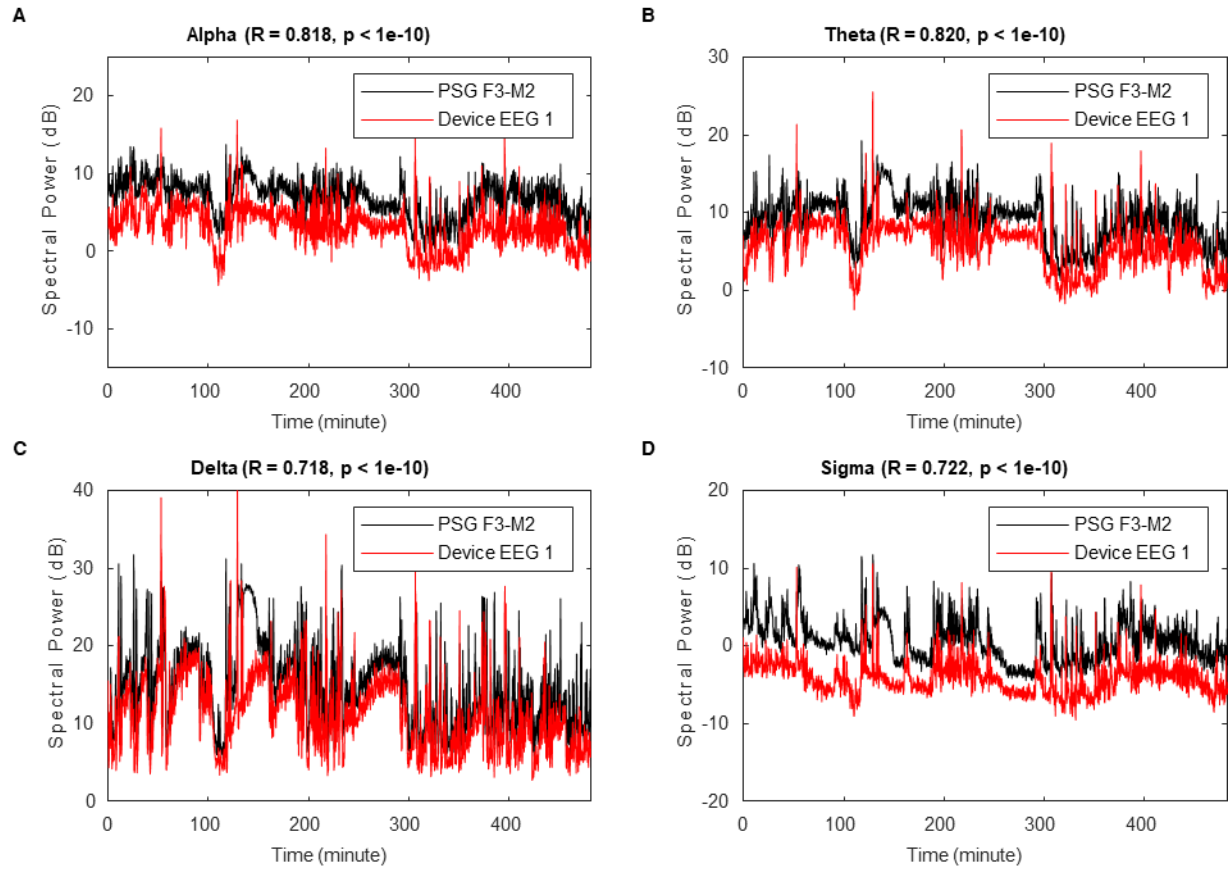 A
Alpha (R = 0.818, p < 1e-10)
PSG F3-M2
Device EEG 1
Spectral Power (dB)
20
10
0
-10
0 100 200 300 400
Time (minute)
B
Theta (R = 0.820, p < 1e-10)
PSG F3-M2
Device EEG 1
Spectral Power (dB)
30
20
10
0
-10
0 100 200 300 400
Time (minute)
C
Delta (R = 0.718, p < 1e-10)
PSG F3-M2
Device EEG 1
Spectral Power (dB)
40
30
20
10
0
0 100 200 300 400
Time (minute)
D
Sigma (R = 0.722, p < 1e-10)
PSG F3-M2
Device EEG 1
Spectral Power (dB)
20
10
0
-10
-20
0 100 200 300 400
Time (minute)